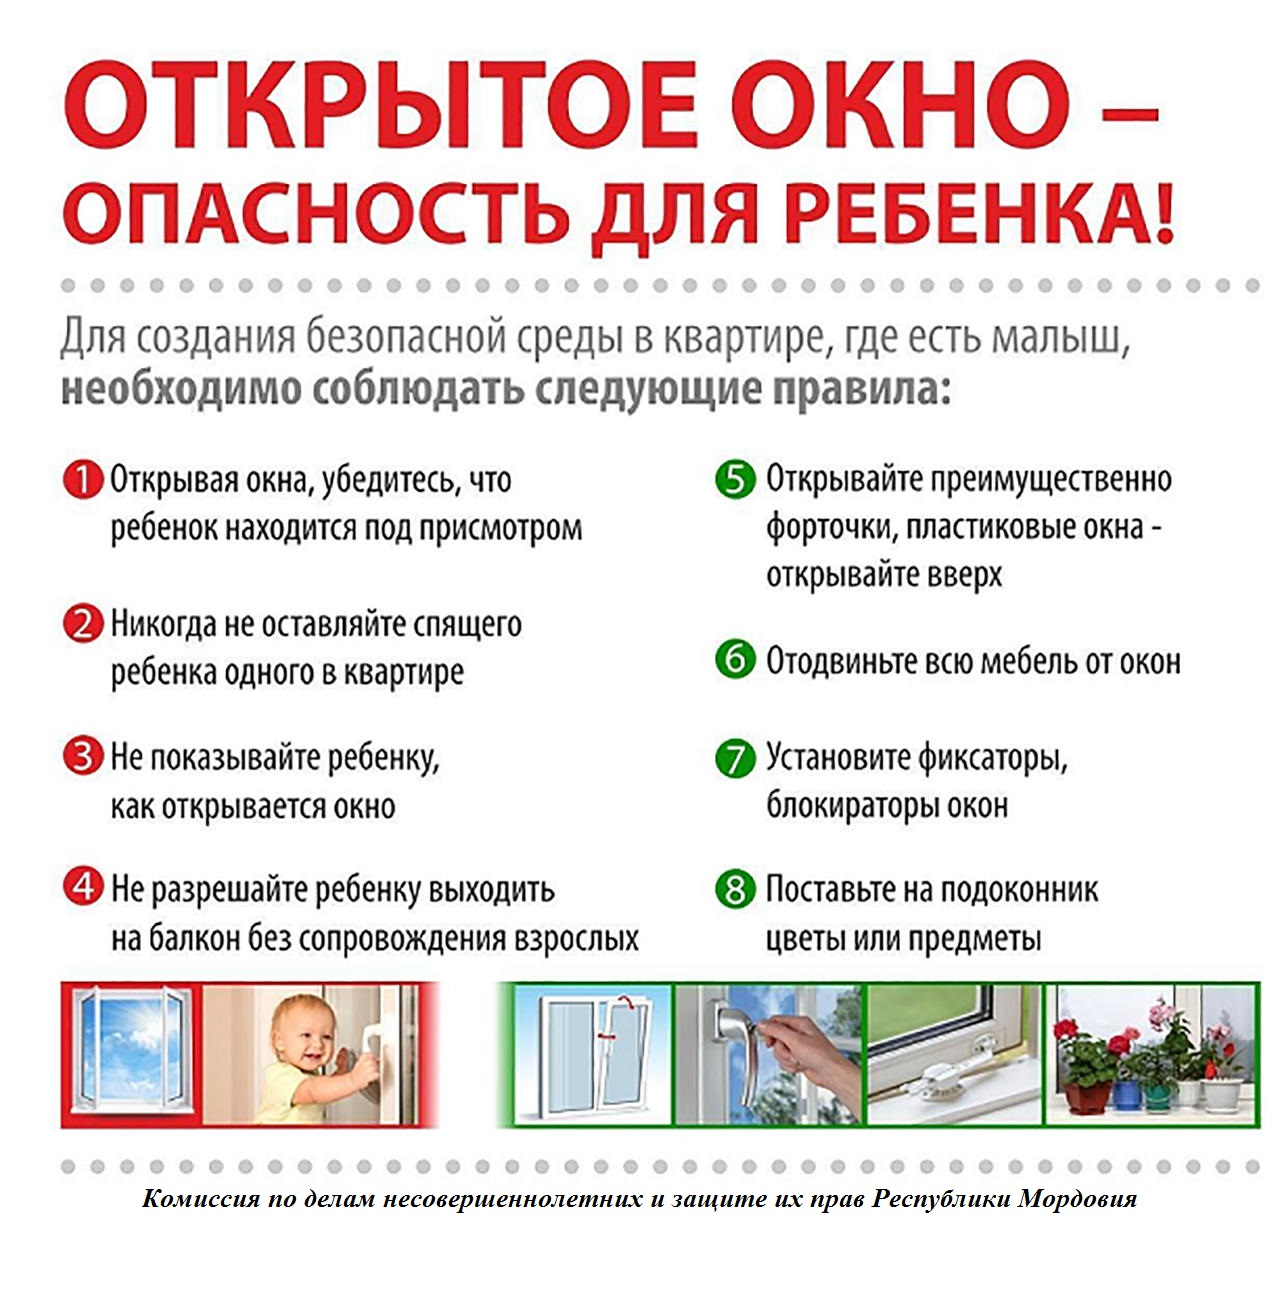 ОТКРЫТОЕ ОКНО –
ОПАСНОСТЬ ДЛЯ РЕБЕНКА!
Для создания безопасной среды в квартире, где есть малыш,
необходимо соблюдать следующие правила:
1 Открывая окна, убедитесь, что
ребенок находится под присмотром
2 Никогда не оставляйте спящего
ребенка одного в квартире
3 Не показывайте ребенку,
как открывается окно
4 Не разрешайте ребенку выходить
на балкон без сопровождения взрослых
5 Открывайте преимущественно
форточки, пластиковые окна -
открывайте вверх
6 Отодвиньте всю мебель от окон
7 Установите фиксаторы,
блокираторы окон
8 Поставьте на подоконник
цветы или предметы
Комиссия по делам несовершеннолетних и защите их прав Республики Мордовия